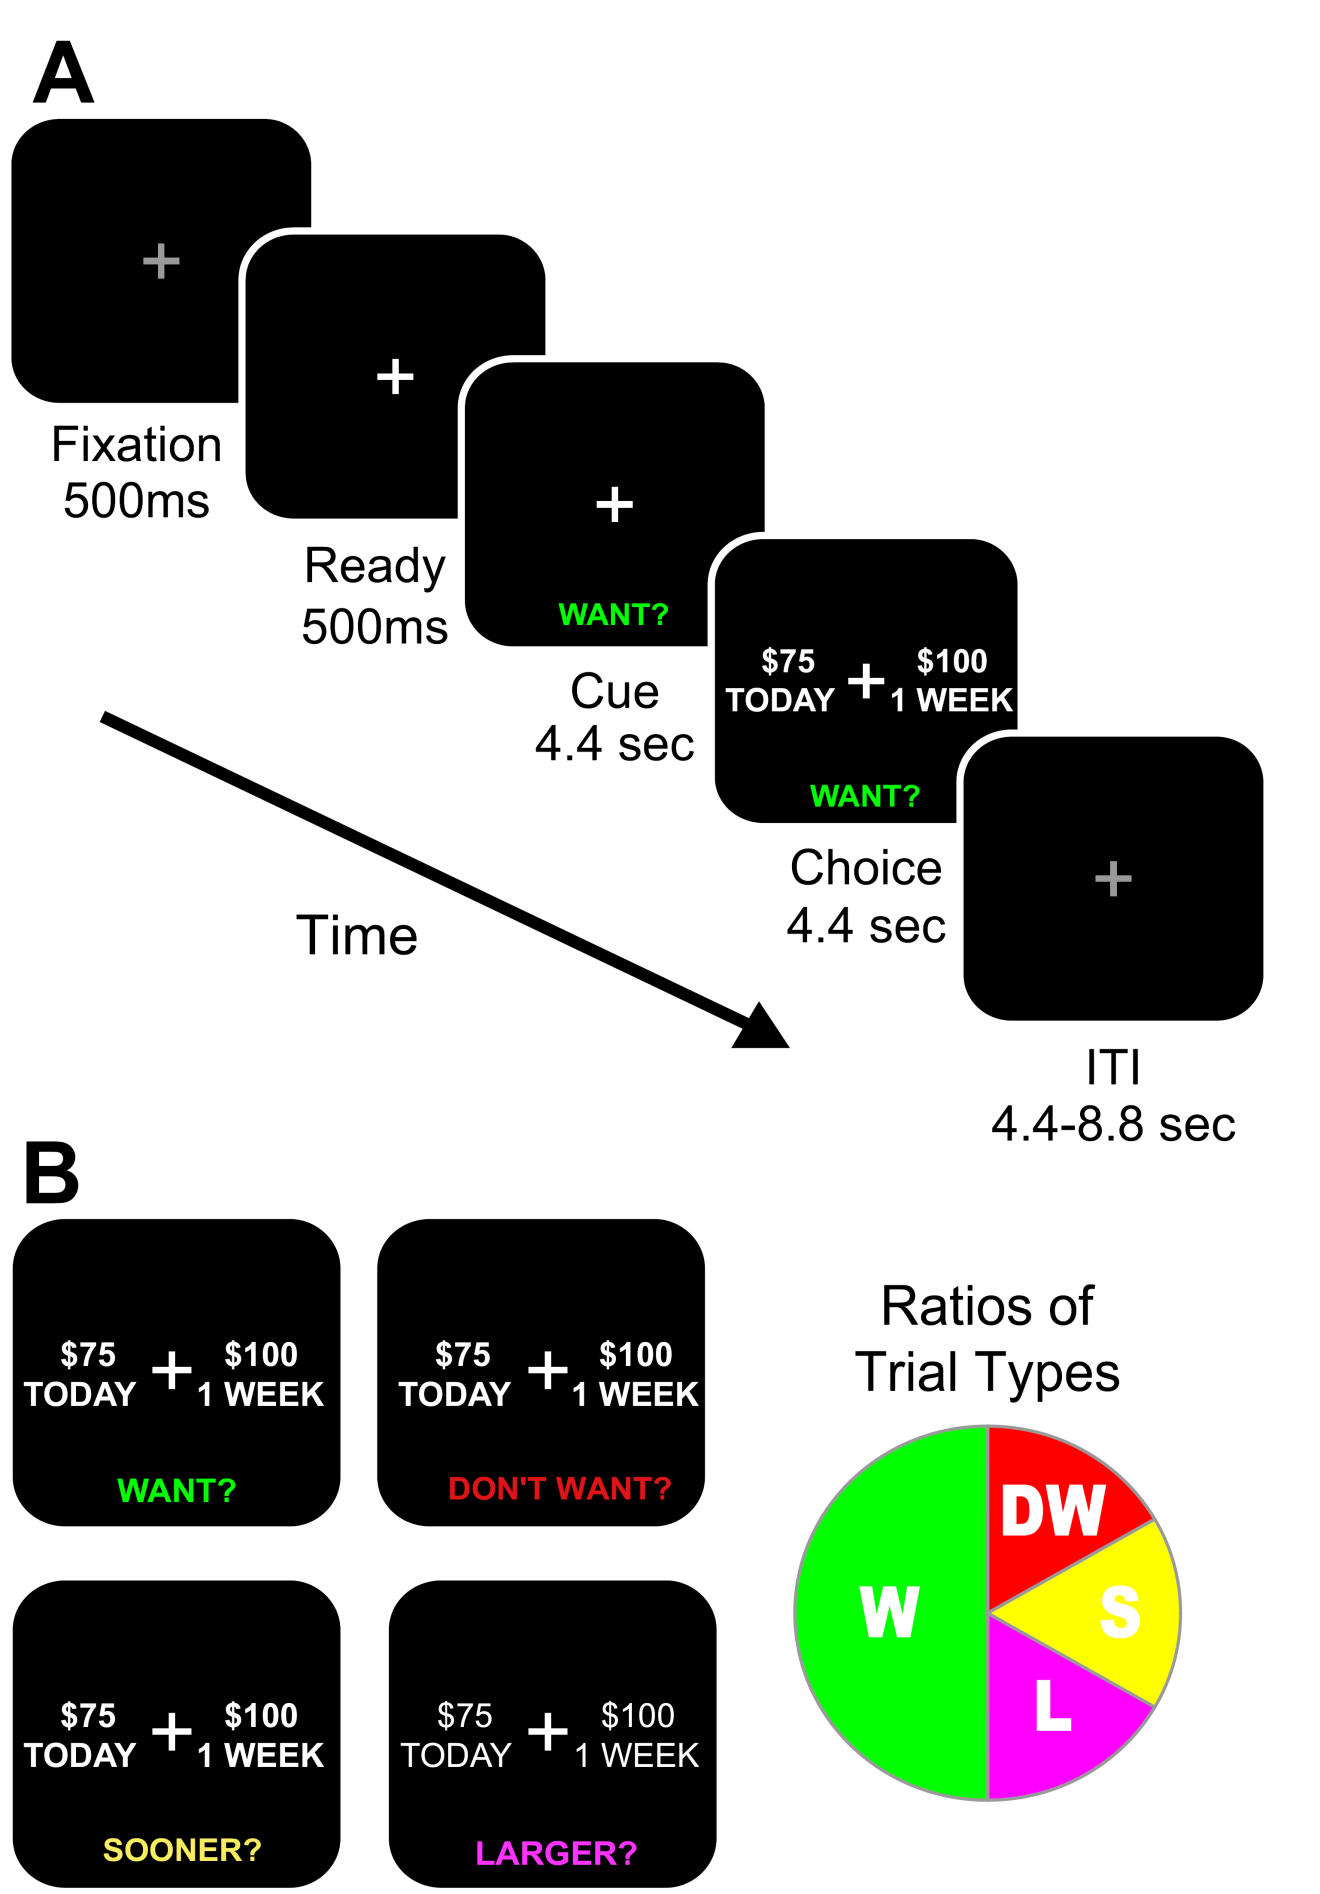 A
Fixation
500ms
Ready
500ms
WANT?
Cue
4.4 sec
$75 $100
TODAY 1 WEEK
WANT?
Choice
4.4 sec
Time
ITI
4.4-8.8 sec
B
$75 $100
TODAY 1 WEEK
WANT?
$75 $100
TODAY 1 WEEK
DON'T WANT?
$75 $100
TODAY 1 WEEK
SOONER?
$75 $100
TODAY 1 WEEK
LARGER?
Ratios of
Trial Types
DW
W
S
L